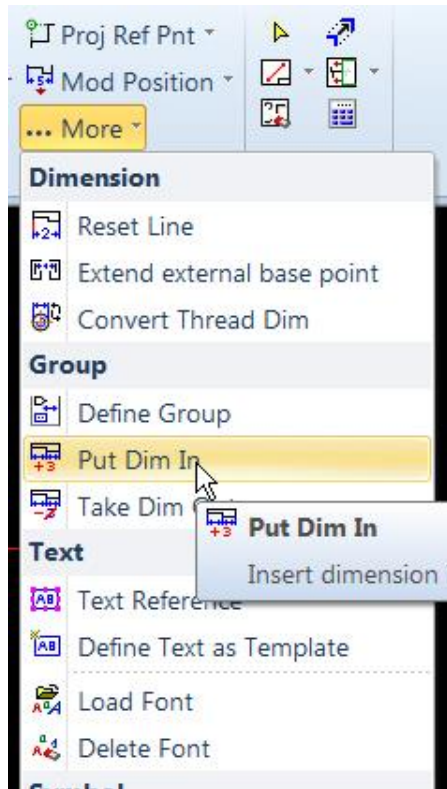 Proj Ref Pnt
Mod Position
... More
Dimension
Reset Line
Extend external base point
Convert Thread Dim
Group
Define Group
Put Dim In
Take Dim
Put Dim In
Insert dimension
Text
Text Reference
Define Text as Template
Load Font
Delete Font